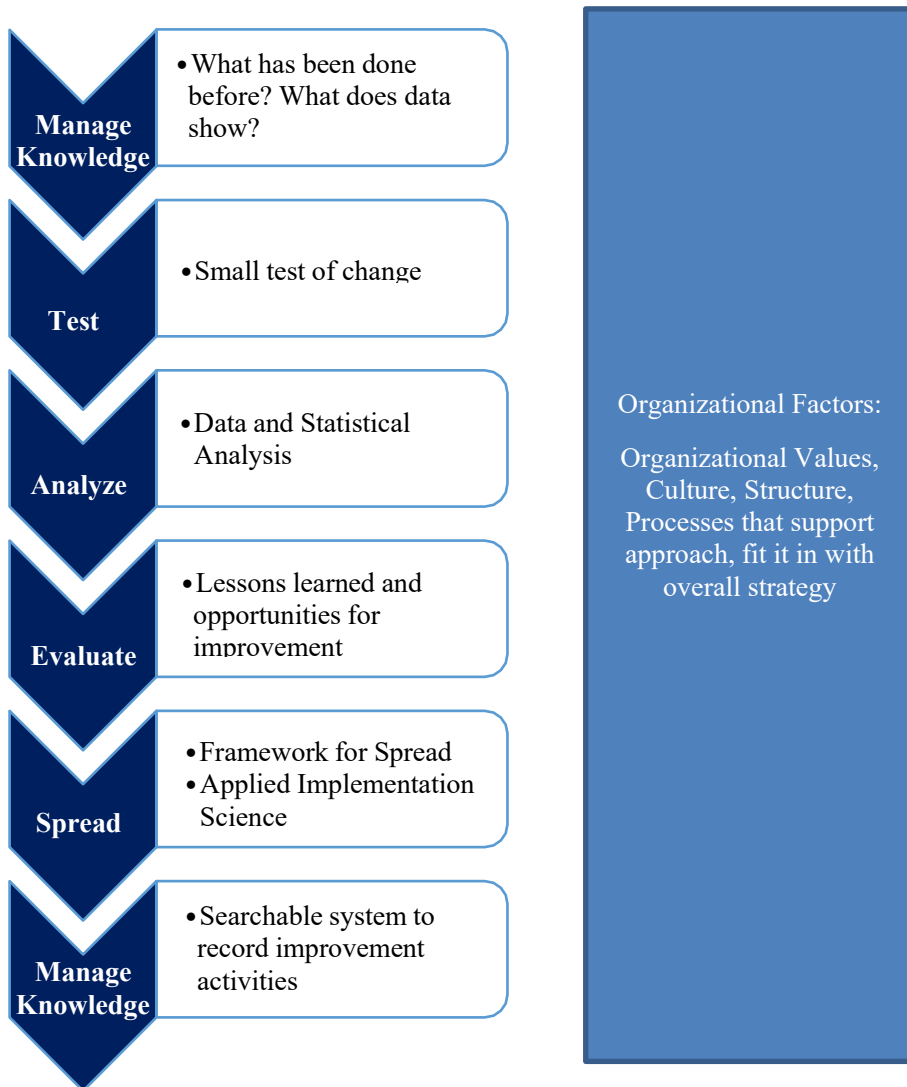 Manage
Knowledge
• What has been done
before? What does data
show?
Test
• Small test of change
Analyze
• Data and Statistical
Analysis
Evaluate
• Lessons learned and
opportunities for
improvement
Spread
• Framework for Spread
• Applied Implementation
Science
Manage
Knowledge
• Searchable system to
record improvement
activities
Organizational Factors:
Organizational Values,
Culture, Structure,
Processes that support
approach, fit it in with
overall strategy